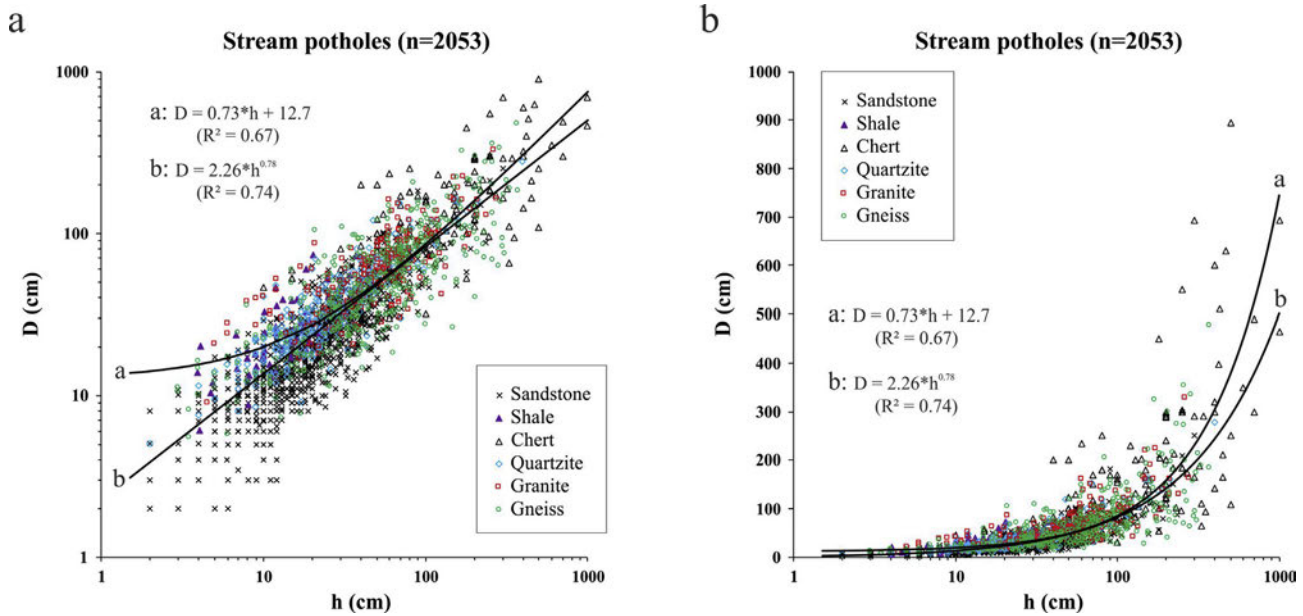 a
Stream potholes (n=2053)
1000
100
10
1
D (cm)
a: D = 0.73*h + 12.7
(R² = 0.67)
b: D = 2.26*h^0.78
(R² = 0.74)
a
b
Sandstone
Shale
Chert
Quartzite
Granite
Gneiss
1
10
100
1000
h (cm)
b
Stream potholes (n=2053)
1000
900
800
700
600
500
400
300
200
100
0
D (cm)
Sandstone
Shale
Chert
Quartzite
Granite
Gneiss
a: D = 0.73*h + 12.7
(R² = 0.67)
b: D = 2.26*h^0.78
(R² = 0.74)
a
b
1
10
100
1000
h (cm)